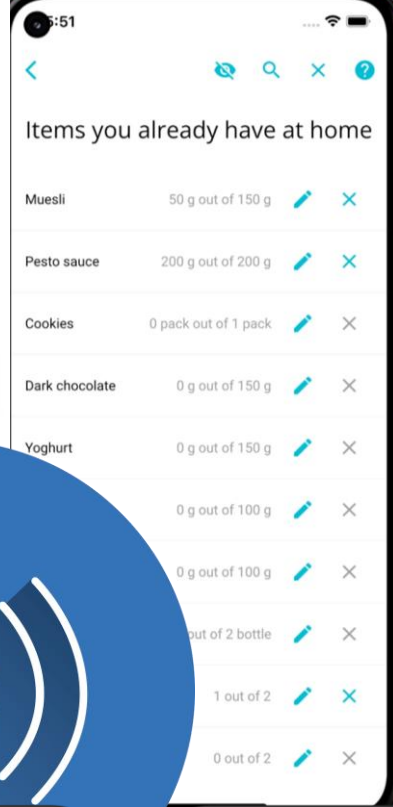 :51
Items you already have at home
Muesli 50 g out of 150 g
Pesto sauce 200 g out of 200 g
Cookies 0 pack out of 1 pack
Dark chocolate 0 g out of 150 g
Yoghurt 0 g out of 150 g
0 g out of 100 g
0 g out of 100 g
out of 2 bottle
1 out of 2
0 out of 2